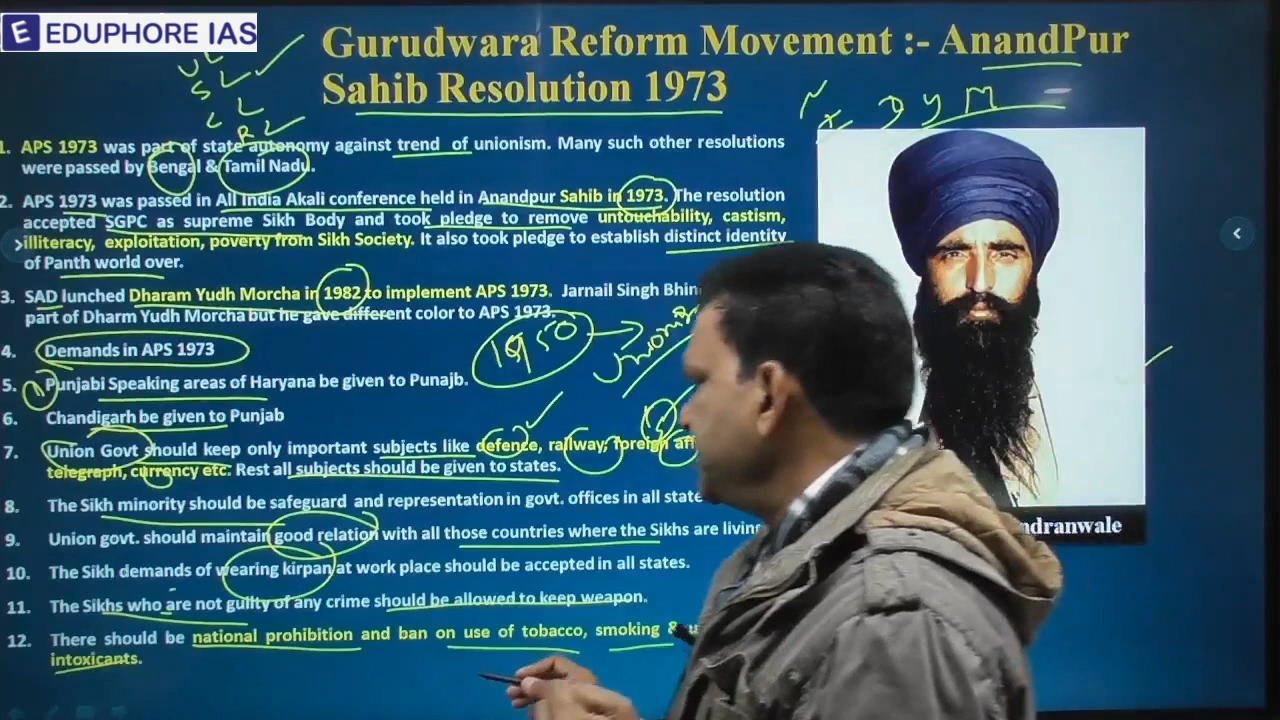 EDUPHORE IAS
Gurudwara Reform Movement :- AnandPur
Sahib Resolution 1973
1. APS 1973 was part of state autonomy against trend of unionism. Many such other resolutions
were passed by Bengal & Tamil Nadu.
2. APS 1973 was passed in All India Akali conference held in Anandpur Sahib in 1973. The resolution
accepted SGPC as supreme Sikh Body and took pledge to remove untouchability, castism,
illiteracy, exploitation, poverty from Sikh Society. It also took pledge to establish distinct identity
of Panth world over.
3. SAD lunched Dharam Yudh Morcha in 1982 to implement APS 1973. Jarnail Singh
part of Dharm Yudh Morcha but he gave different color to APS 1973.
1950
4. Demands in APS 1973
5. Punjabi Speaking areas of Haryana be given to Punajb.
6. Chandigarh be given to Punjab
7. Union Govt should keep only important subjects like defence, railway, foreign
telegraph, currency etc. Rest all subjects should be given to states.
8. The Sikh minority should be safeguard and representation in govt. offices in all
9. Union govt. should maintain good relation with all those countries where the Sikhs are
10. The Sikh demands of wearing kirpan at work place should be accepted in all states.
11. The Sikhs who are not guilty of any crime should be allowed to keep weapon.
12. There should be national prohibition and ban on use of tobacco, smoking &
intoxicants.
D Y M